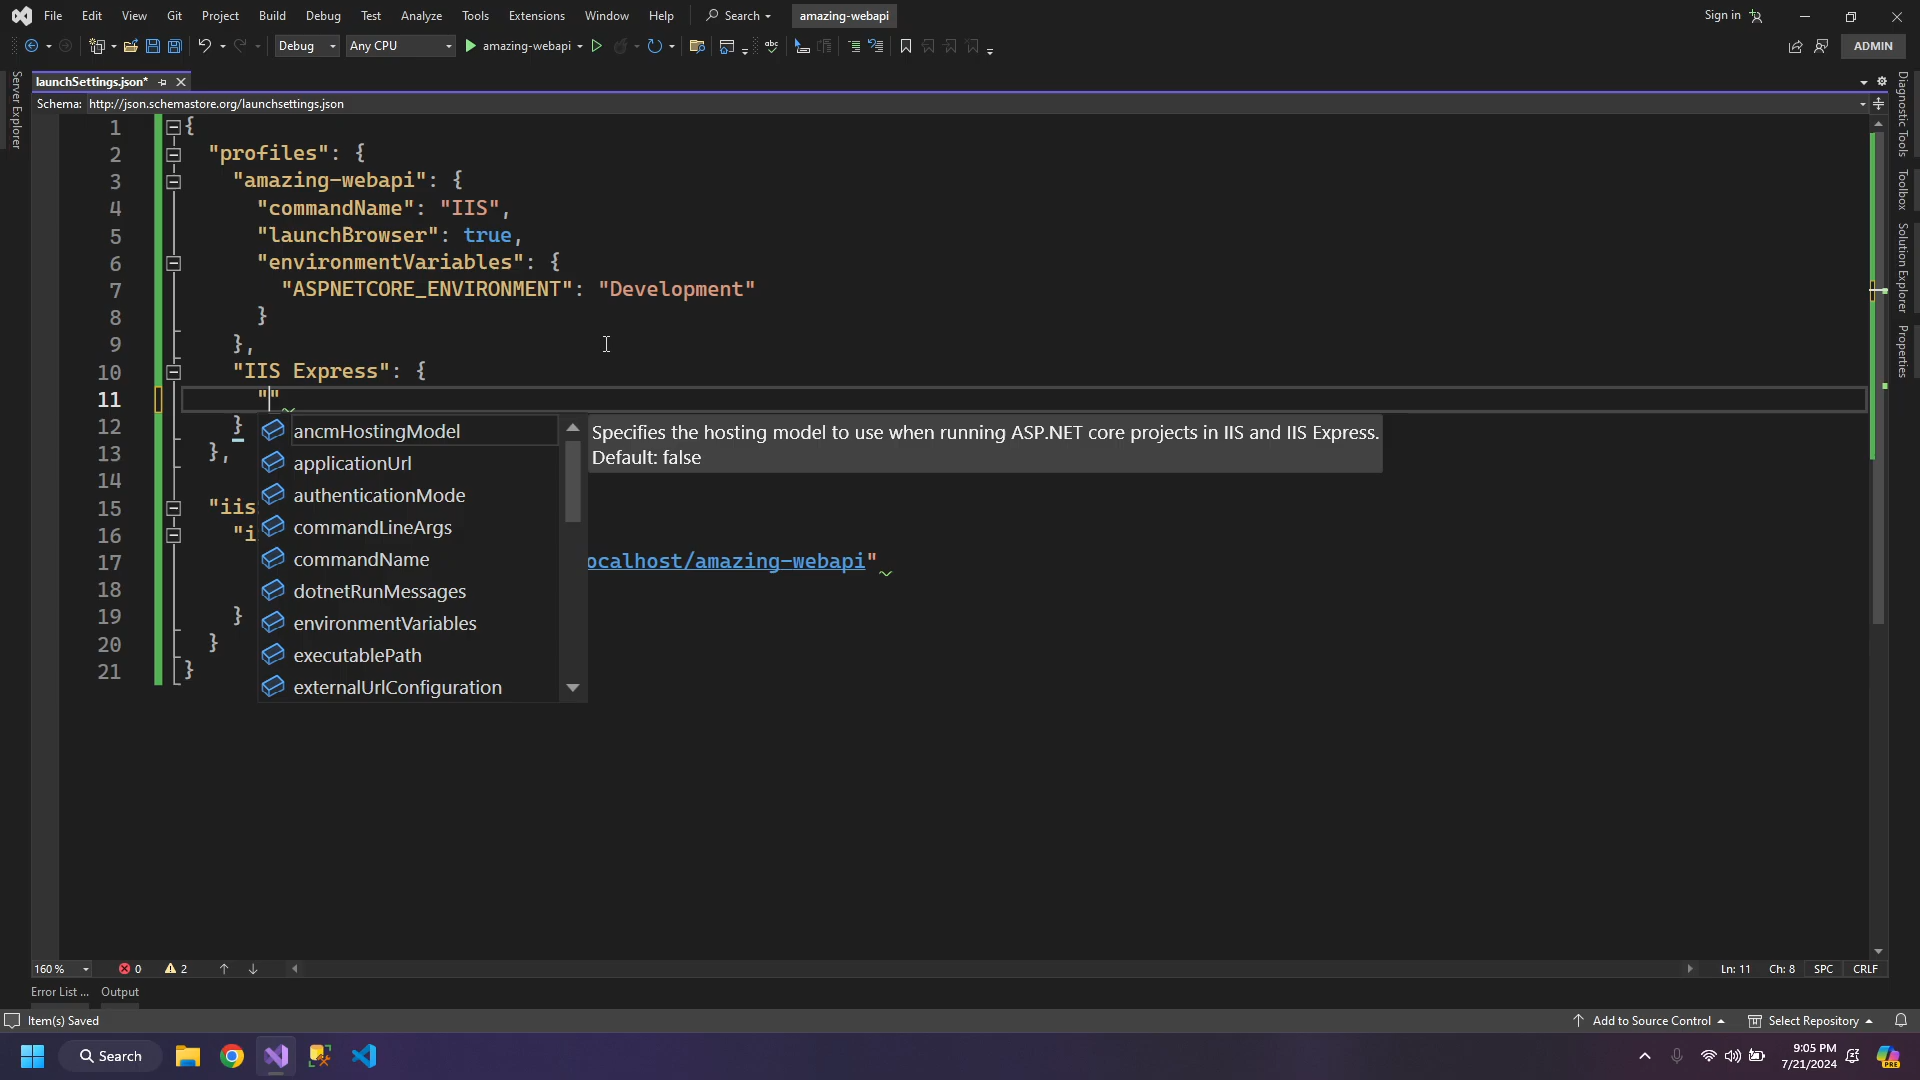 File Edit View Git Project Build Debug Test Analyze Tools Extensions Window Help Search amazing-webapi Sign in
Debug Any CPU amazing-webapi ADMIN
launchSettings.json*
Schema: http://json.schemastore.org/launchsettings.json
Server Explorer
Diagnostic Tools
Toolbox
Solution Explorer
Properties
1 {
2 "profiles": {
3 "amazing-webapi": {
4 "commandName": "IIS",
5 "launchBrowser": true,
6 "environmentVariables": {
7 "ASPNETCORE_ENVIRONMENT": "Development"
8 }
9 },
10 "IIS Express": {
11 ""
12 }
13 },
14
15 "iis
16 "i
17 ocalhost/amazing-webapi"
18
19 }
20 }
21 }
ancmHostingModel
applicationUrl
authenticationMode
commandLineArgs
commandName
dotnetRunMessages
environmentVariables
executablePath
externalUrlConfiguration
Specifies the hosting model to use when running ASP.NET core projects in IIS and IIS Express.
Default: false
160 % 0 2 Ln: 11 Ch: 8 SPC CRLF
Error List ... Output
Item(s) Saved Add to Source Control Select Repository
Search
9:05 PM
7/21/2024
PRE